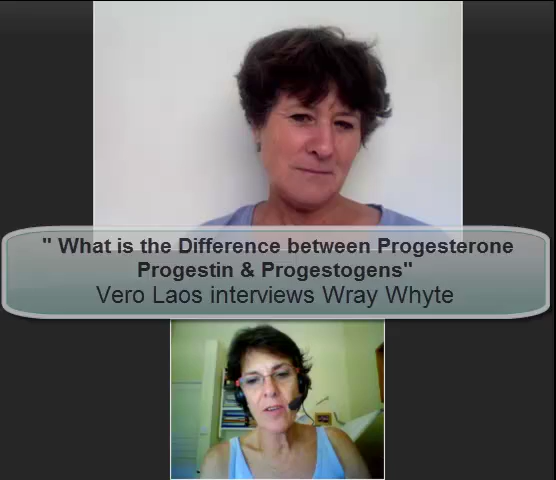 " What is the Difference between Progesterone
Progestin & Progestogens"
Vero Laos interviews Wray Whyte